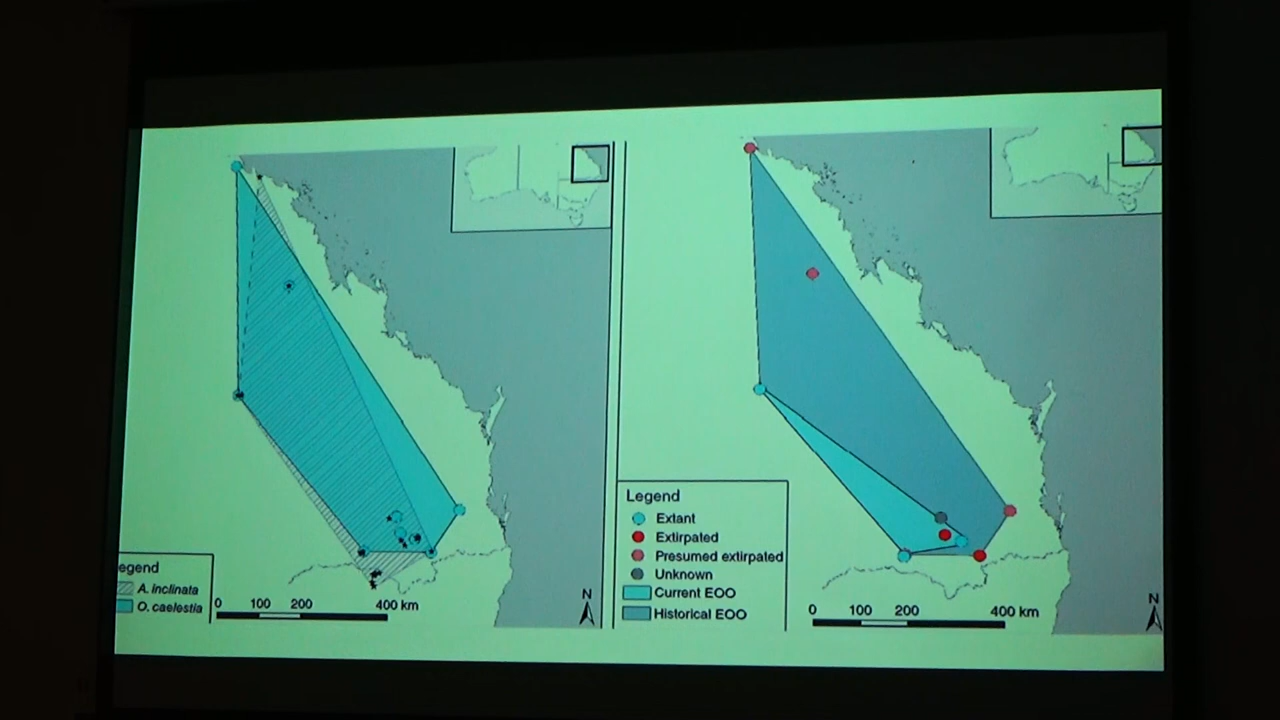 egend
A. inclinata
O. caelestia
0 100 200 400 km
N
Legend
Extant
Extirpated
Presumed extirpated
Unknown
Current EOO
Historical EOO
0 100 200 400 km
N